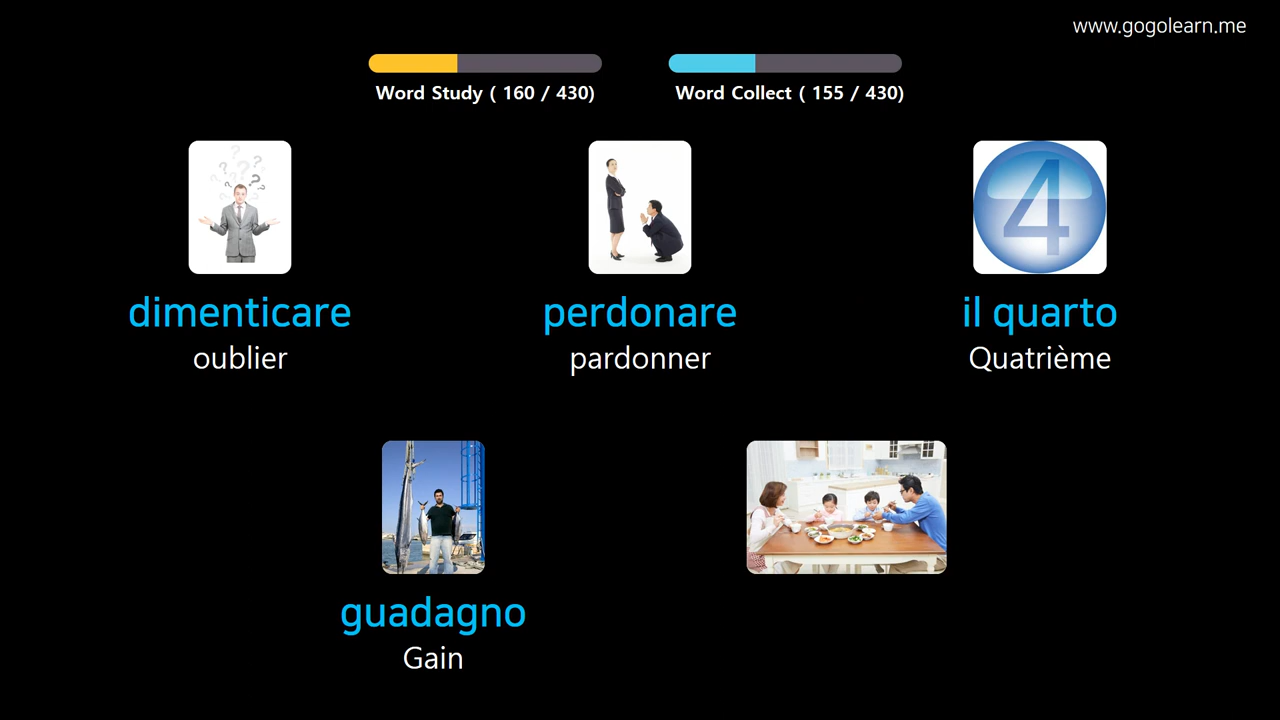 www.gogolearn.me
Word Study ( 160 / 430)
Word Collect ( 155 / 430)
4
dimenticare
oublier
perdonare
pardonner
il quarto
Quatrième
guadagno
Gain